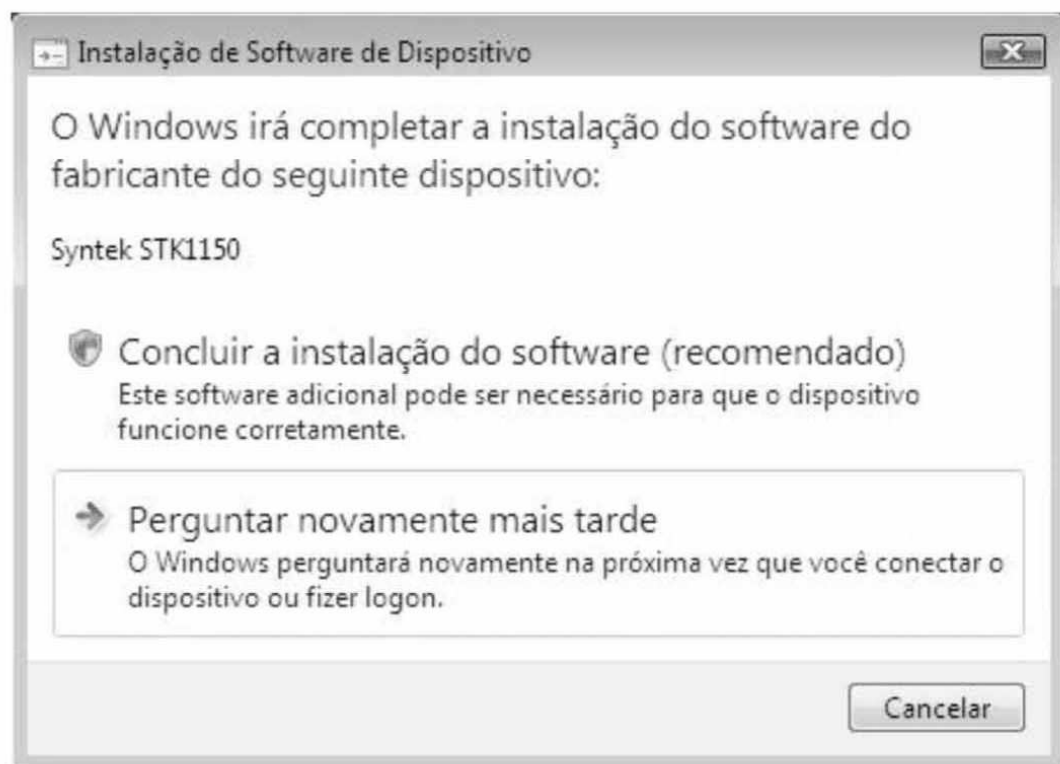 Instalação de Software de Dispositivo
O Windows irá completar a instalação do software do
fabricante do seguinte dispositivo:
Syntek STK1150
Concluir a instalação do software (recomendado)
Este software adicional pode ser necessário para que o dispositivo
funcione corretamente.
Perguntar novamente mais tarde
O Windows perguntará novamente na próxima vez que você conectar o
dispositivo ou fizer logon.
Cancelar